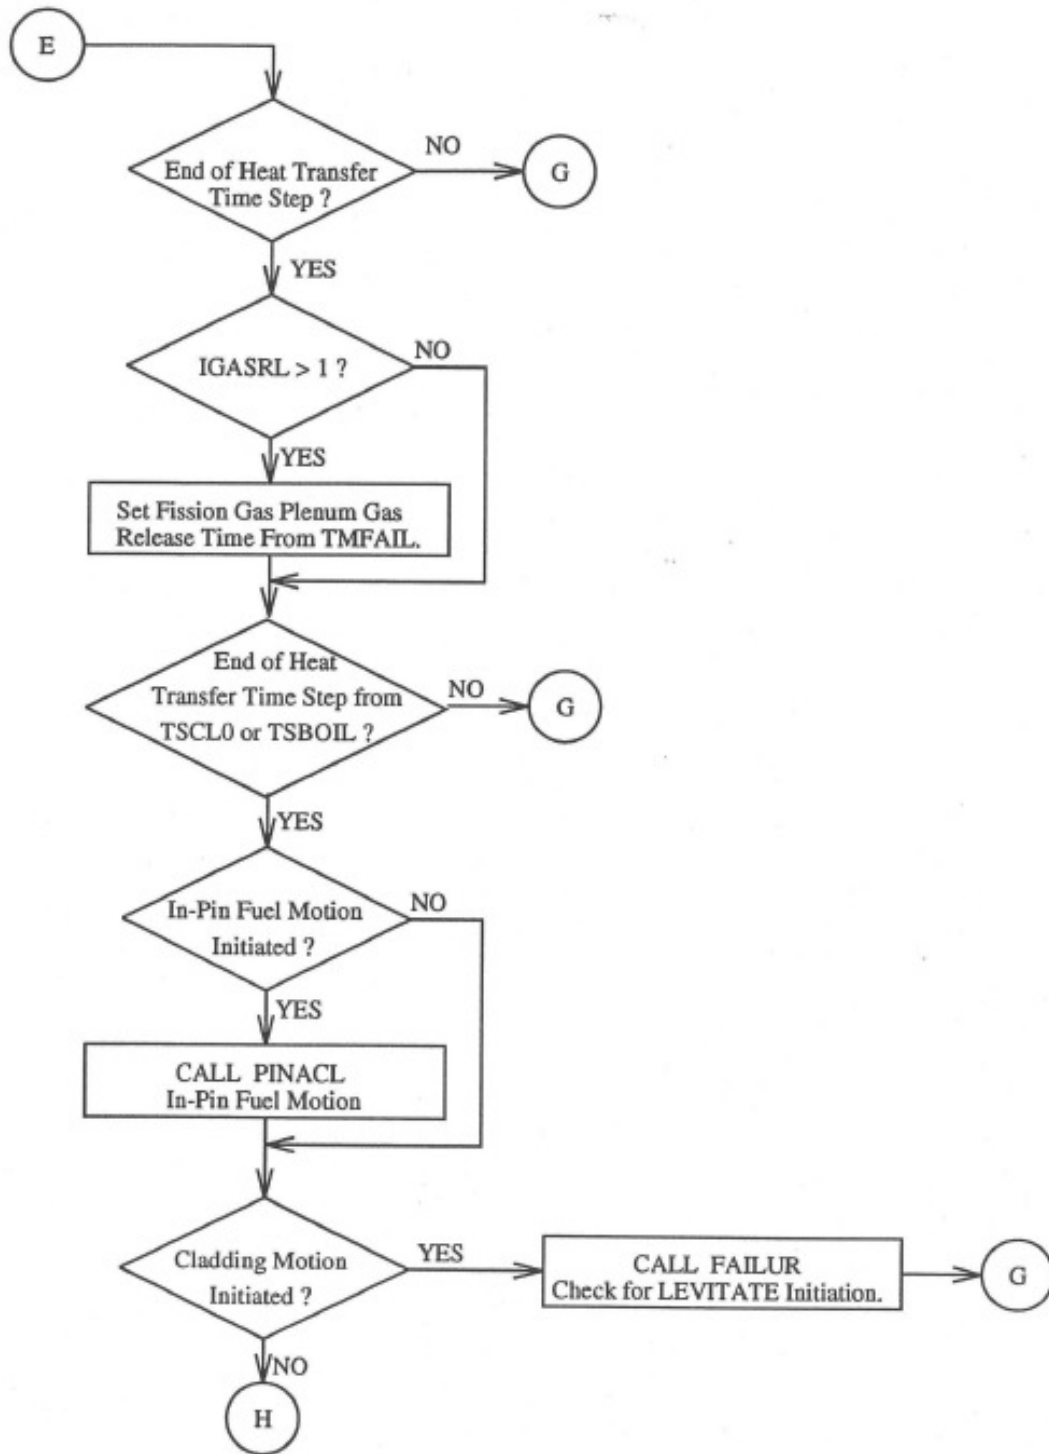 E
End of Heat Transfer
Time Step ?
NO
G
YES
IGASRL > 1 ?
NO
YES
Set Fission Gas Plenum Gas
Release Time From TMFAIL.
End of Heat
Transfer Time Step from
TSCL0 or TSBOIL ?
NO
G
YES
In-Pin Fuel Motion
Initiated ?
NO
YES
CALL PINACL
In-Pin Fuel Motion
Cladding Motion
Initiated ?
YES
CALL FAILUR
Check for LEVITATE Initiation.
G
NO
H